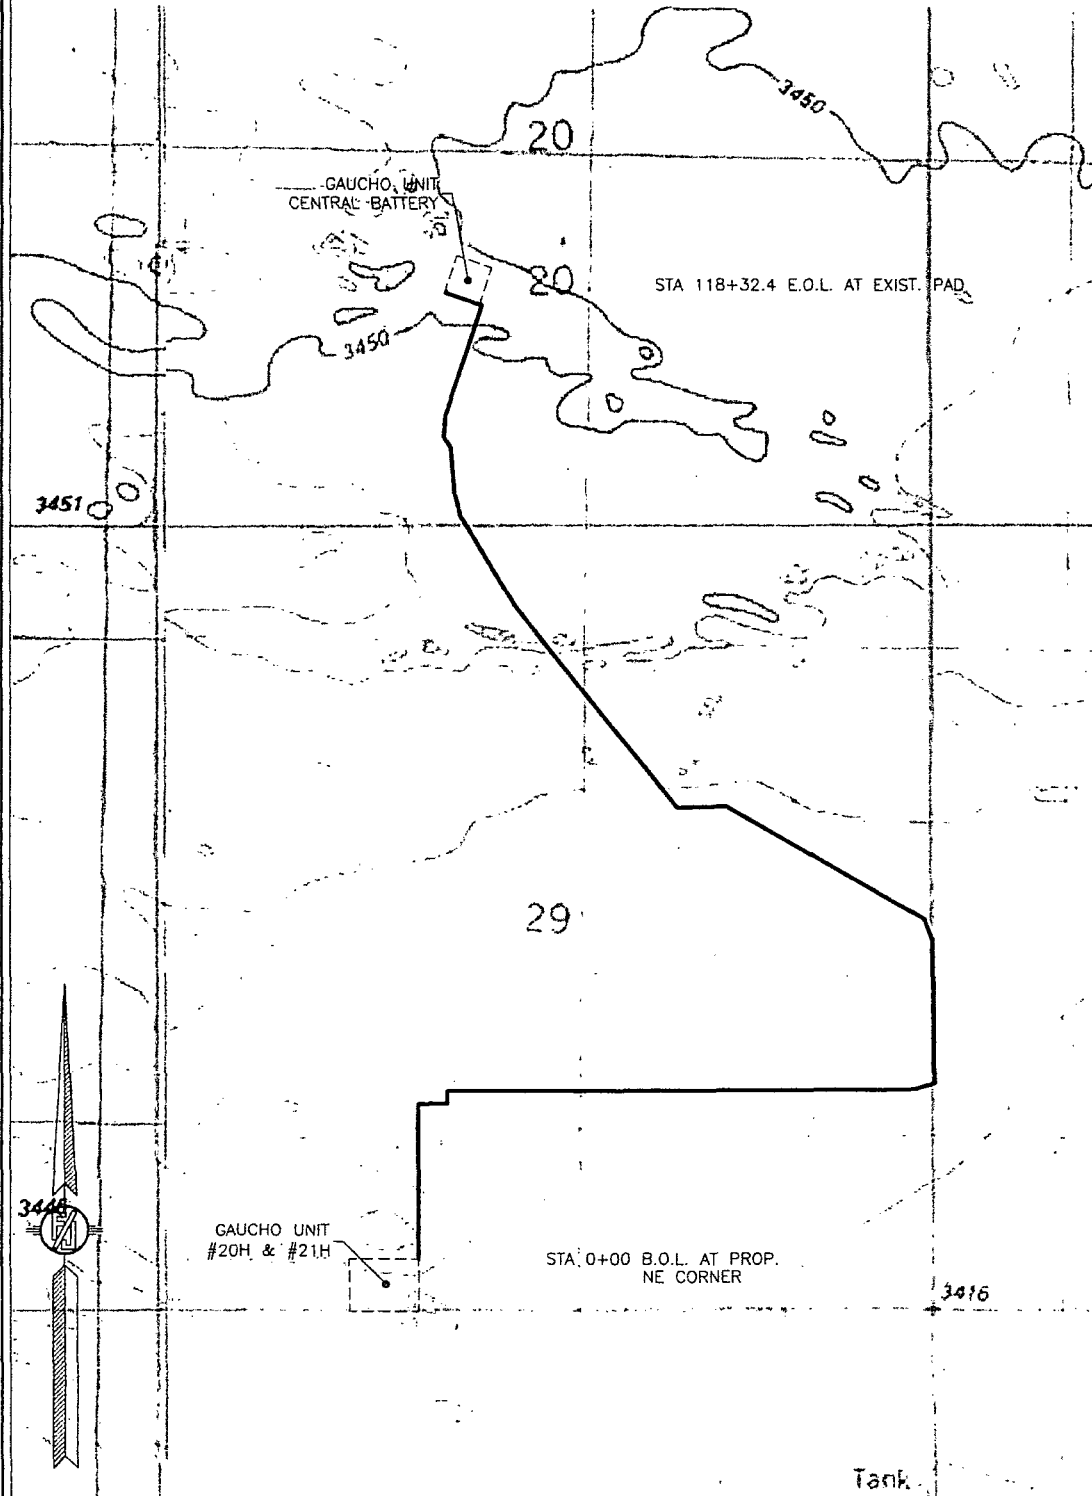 3450
20
GAUCHO UNIT
CENTRAL BATTERY
20
STA 118+32.4 E.O.L. AT EXIST. PAD
3450
3451
29
GAUCHO UNIT
#20H & #21H
STA 0+00 B.O.L. AT PROP.
NE CORNER
3416
Tank